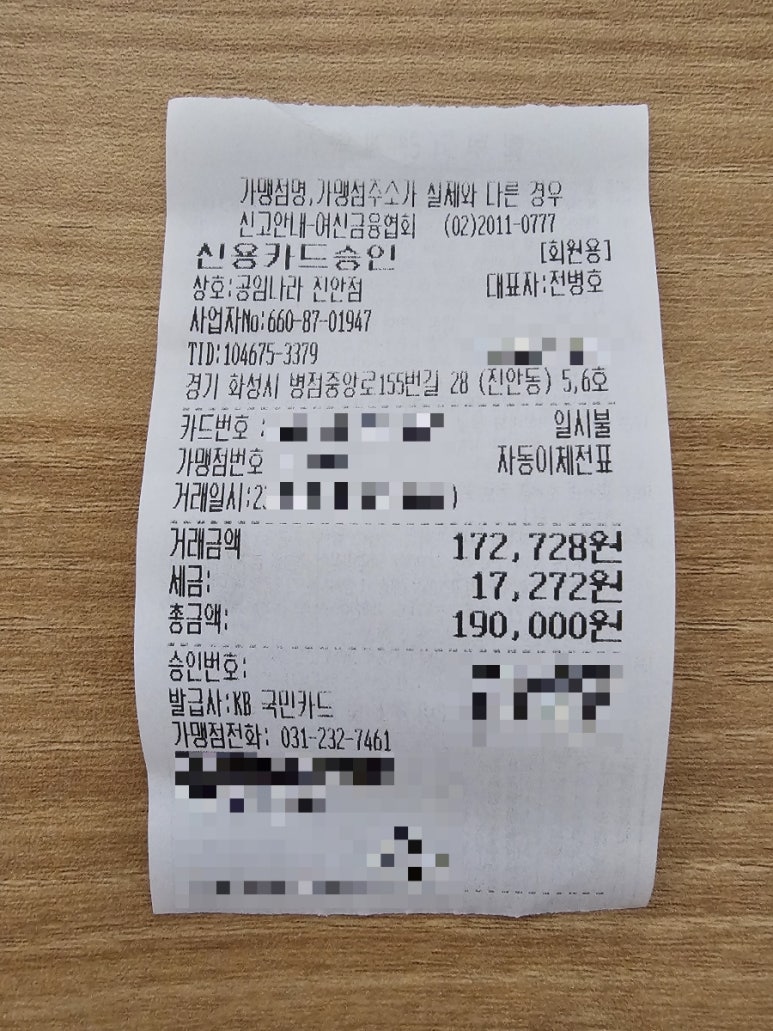 가맹점명,가맹점주소가 실제와 다른 경우
신고안내-여신금융협회 (02)2011-0777
신용카드승인 [회원용]
상호:공임나라 진안점 대표자:전병호
사업자No:660-87-01947
TID:104675-3379
경기 화성시 병점중앙로155번길 28 (진안동) 5,6호
카드번호 : 일시불
가맹점번호 자동이체전표
거래일시:2 )
거래금액 172,728원
세금: 17,272원
총금액: 190,000원
승인번호:
발급사:KB 국민카드
가맹점전화: 031-232-7461